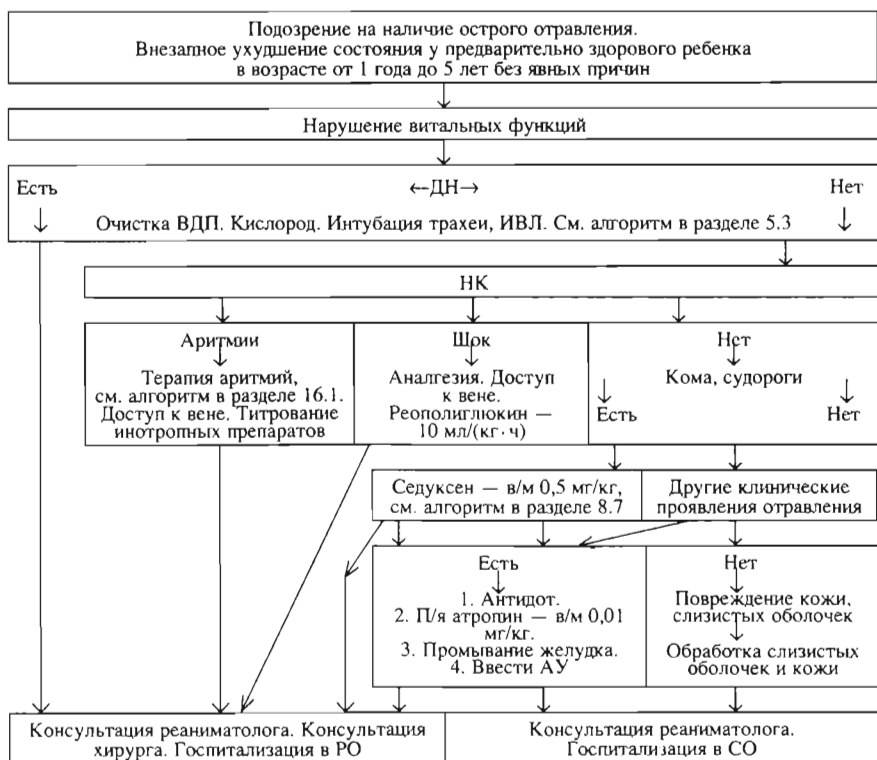 Подозрение на наличие острого отравления.
Внезапное ухудшение состояния у предварительно здорового ребенка
в возрасте от 1 года до 5 лет без явных причин
Нарушение витальных функций
Есть ←ДН→ Нет
Очистка ВДП. Кислород. Интубация трахеи, ИВЛ. См. алгоритм в разделе 5.3
НК
Аритмии
Терапия аритмий,
см. алгоритм в разделе 16.1.
Доступ к вене. Титрование
инотропных препаратов
Шок
Аналгезия. Доступ
к вене.
Реополиглюкин —
10 мл/(кг · ч)
Нет
Кома, судороги
Есть Нет
Седуксен — в/м 0,5 мг/кг,
см. алгоритм в разделе 8.7
Другие клинические
проявления отравления
Есть
1. Антидот.
2. П/я атропин — в/м 0,01
мг/кг.
3. Промывание желудка.
4. Ввести АУ
Нет
Повреждение кожи,
слизистых оболочек
Обработка слизистых
оболочек и кожи
Консультация реаниматолога. Консультация
хирурга. Госпитализация в РО
Консультация реаниматолога.
Госпитализация в СО